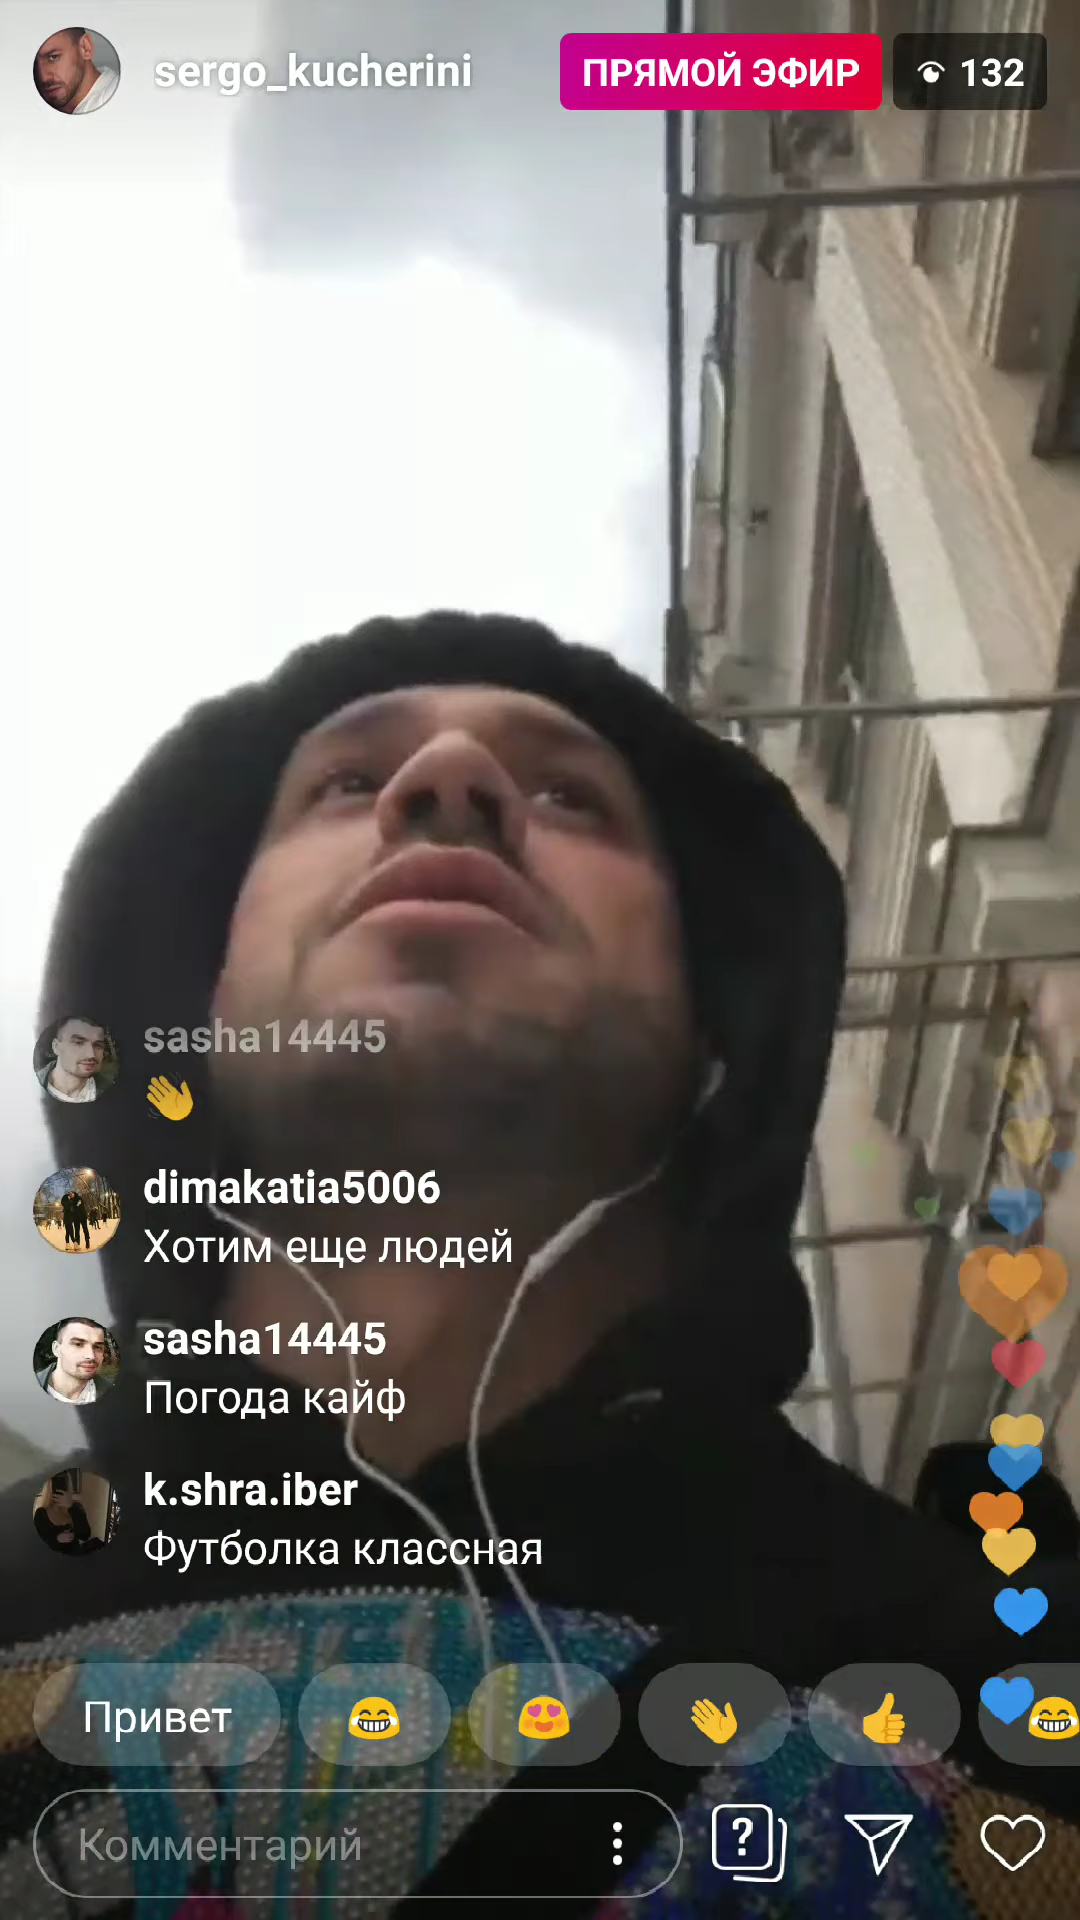 sergo_kucherini
ПРЯМОЙ ЭФИР
132
sasha14445
👋
dimakatia5006
Хотим еще людей
sasha14445
Погода кайф
k.shra.iber
Футболка классная
Привет 😂 😍 👋 👍 😂
Комментарий
?